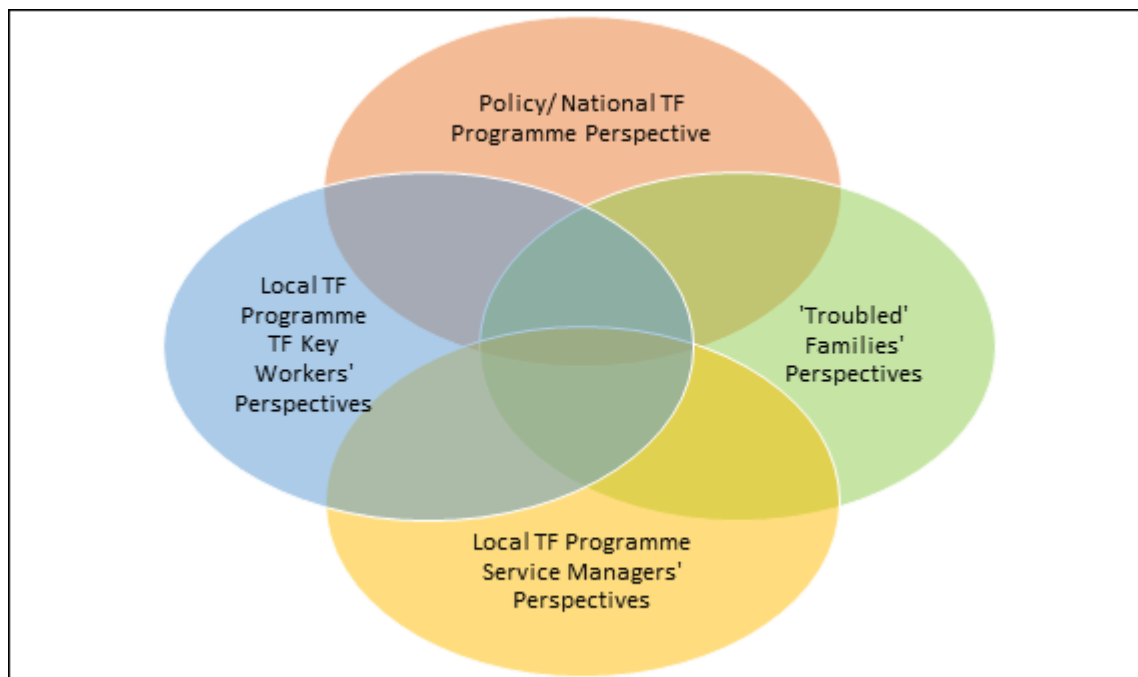 Policy/ National TF
Programme Perspective
Local TF
Programme
TF Key
Workers'
Perspectives
'Troubled'
Families'
Perspectives
Local TF Programme
Service Managers'
Perspectives